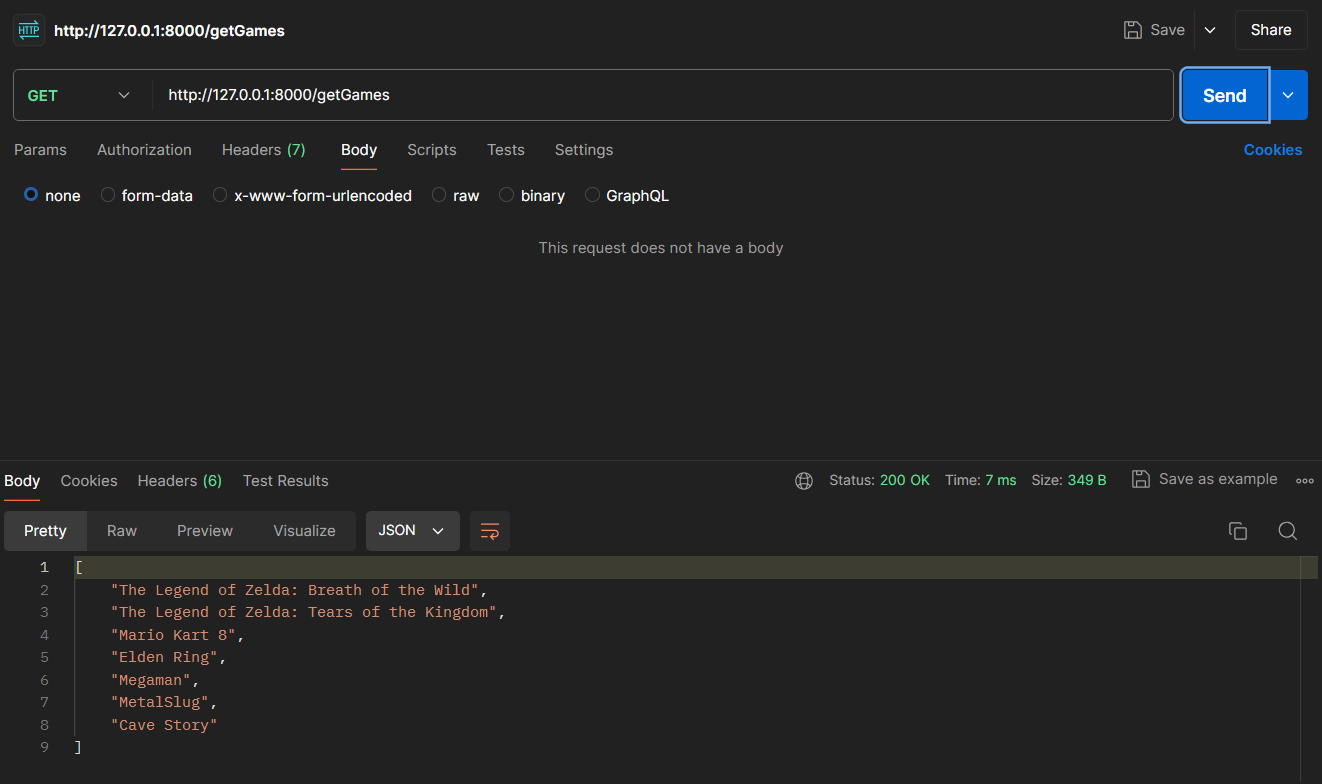 HTTP http://127.0.0.1:8000/getGames Save Share
GET http://127.0.0.1:8000/getGames Send
Params Authorization Headers (7) Body Scripts Tests Settings Cookies
none form-data x-www-form-urlencoded raw binary GraphQL
This request does not have a body
Body Cookies Headers (6) Test Results Status: 200 OK Time: 7 ms Size: 349 B Save as example
Pretty Raw Preview Visualize JSON
1 [
2 "The Legend of Zelda: Breath of the Wild",
3 "The Legend of Zelda: Tears of the Kingdom",
4 "Mario Kart 8",
5 "Elden Ring",
6 "Megaman",
7 "MetalSlug",
8 "Cave Story"
9 ]